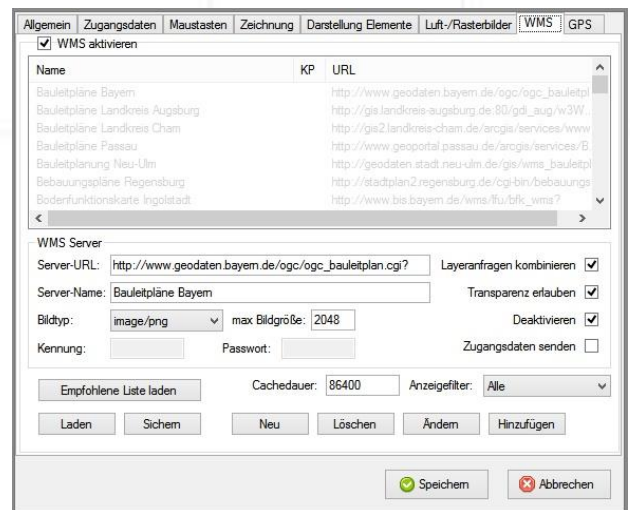 Allgemein Zugangsdaten Maustasten Zeichnung Darstellung Elemente Luft-/Rasterbilder WMS GPS
WMS aktivieren
Name KP URL
Bauleitpläne Bayern http://www.geodaten.bayern.de/ogc/ogc_bauleitpl
Bauleitpläne Landkreis Augsburg http://gis.landkreis-augsburg.de:80/gdi_aug/w3W...
Bauleitpläne Landkreis Cham http://gis2.landkreis-cham.de/arcgis/services/www
Bauleitpläne Passau http://www.geoportal.passau.de/arcgis/services/B...
Bauleitplanung Neu-Ulm http://geodaten.stadt.neu-ulm.de/gis/wms_bauleitpl
Bebauungspläne Regensburg http://stadtplan2.regensburg.de/cgi-bin/bebauungs
Bodenfunktionskarte Ingolstadt http://www.bis.bayern.de/wms/lfu/bfk_wms?
WMS Server
Server-URL: http://www.geodaten.bayern.de/ogc/ogc_bauleitplan.cgi? Layeranfragen kombinieren
Server-Name: Bauleitpläne Bayern Transparenz erlauben
Bildtyp: image/png max Bildgröße: 2048 Deaktivieren
Kennung: Passwort: Zugangsdaten senden
Empfohlene Liste laden Cachedauer: 86400 Anzeigefilter: Alle
Laden Sichern Neu Löschen Ändern Hinzufügen
Speichern Abbrechen